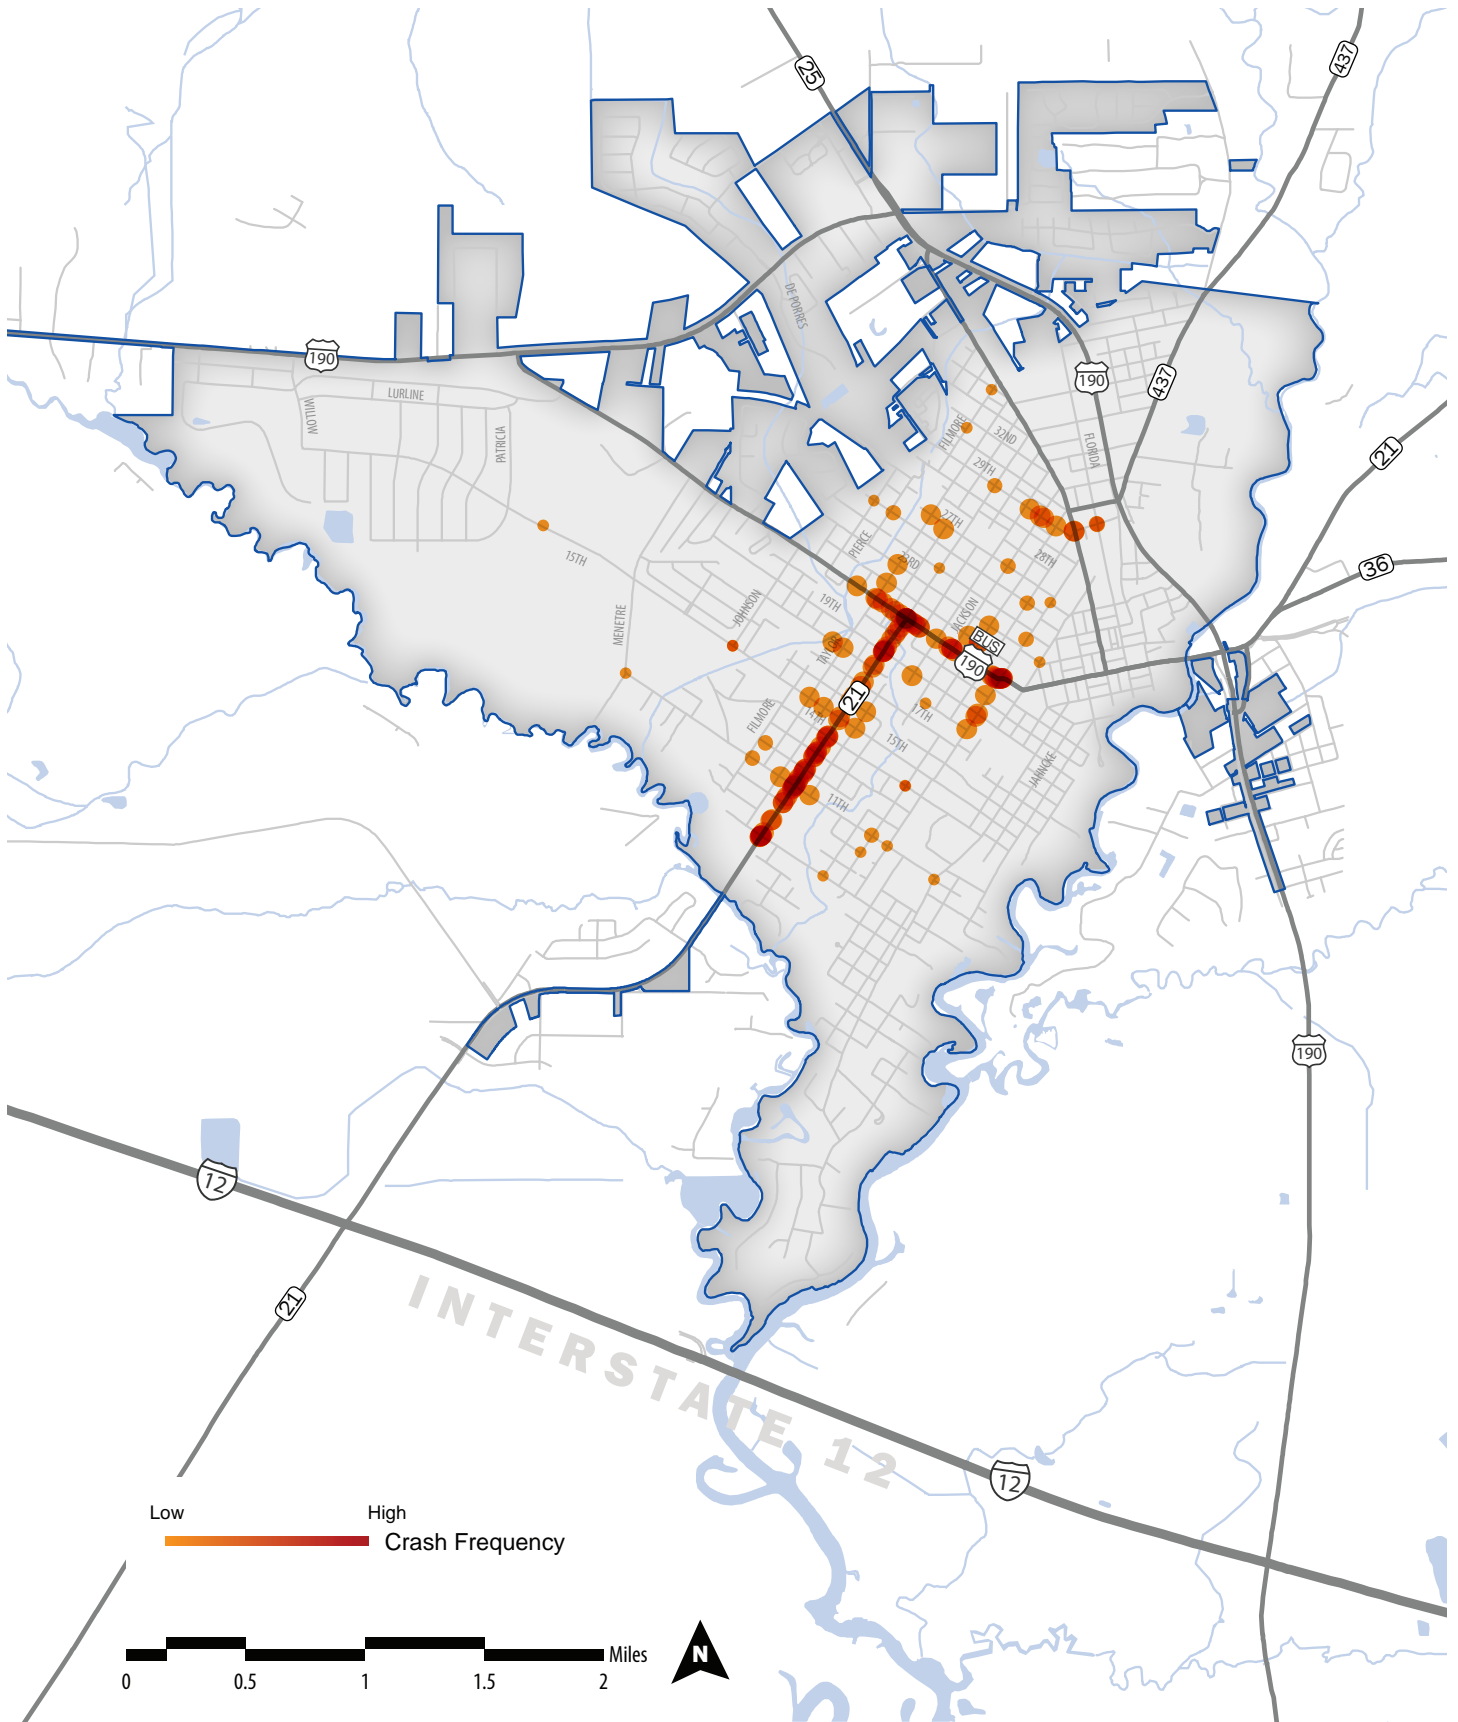 25
437
190
DE PORRES
LURLINE
WILLOW
PATRICIA
190
437
FILMORE
32ND
FLORIDA
29TH
21
27TH
PIERCE
23RD
28TH
15TH
36
19TH
JOHNSON
JACKSON
MENETRE
BUS
190
TAYLOR
21
FILMORE
14TH
17TH
15TH
JAHNCKE
11TH
190
12
21
INTERSTATE 12
12
Low
High
Crash Frequency
Miles
N
0
0.5
1
1.5
2